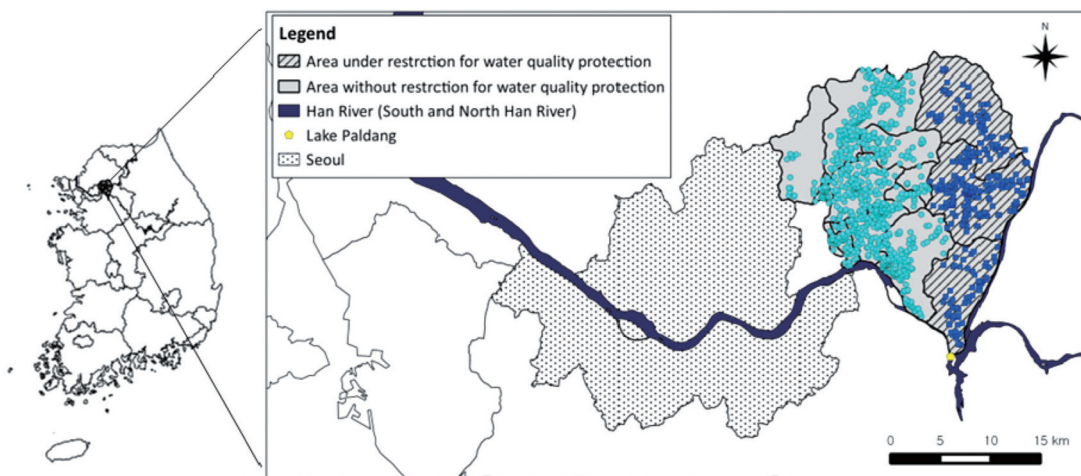 Legend
Area under restrction for water quality protection
Area without restrction for water quality protection
Han River (South and North Han River)
Lake Paldang
Seoul
N
0 5 10 15 km